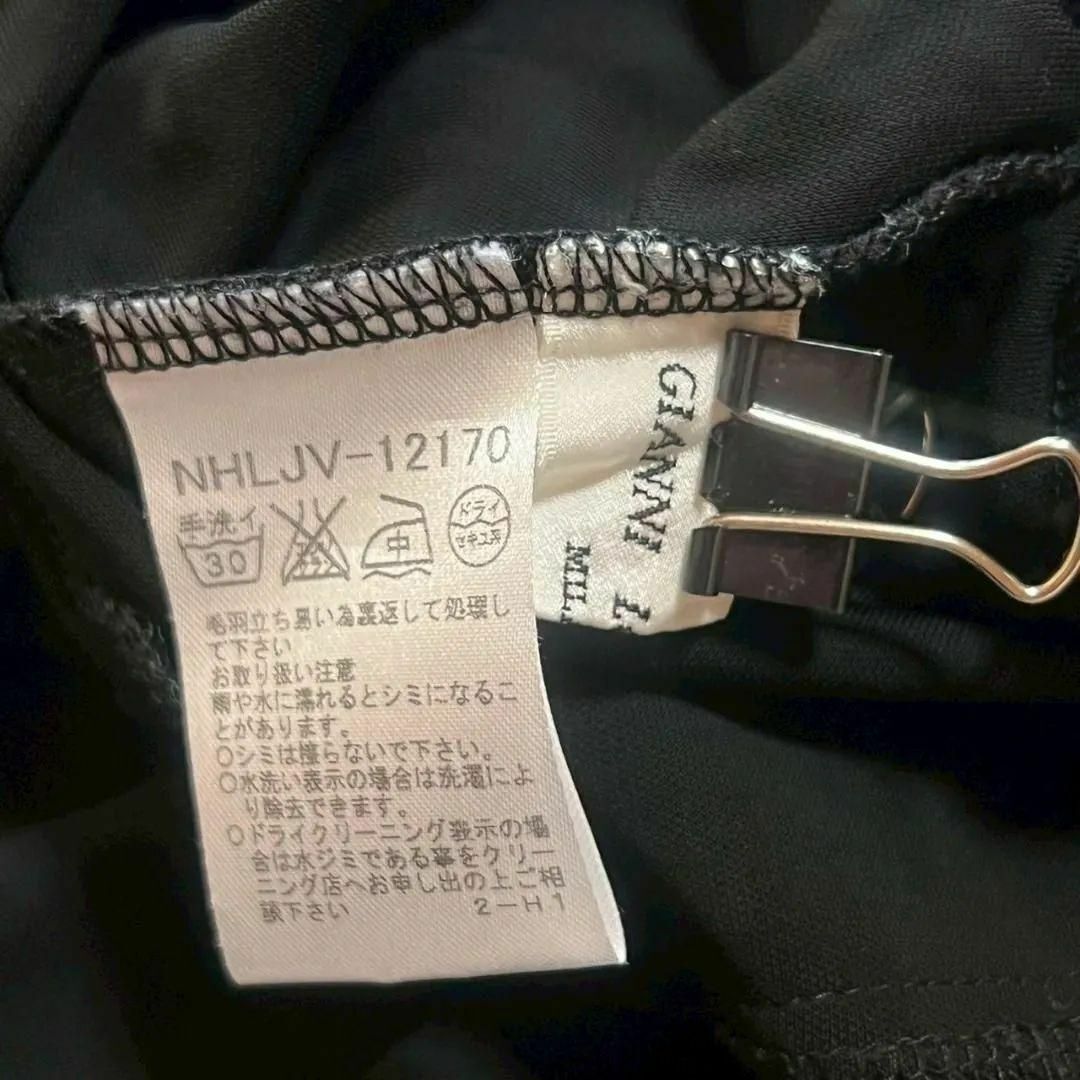 NHLJV-12170
手洗イ
30
エンソ
サラシ
中
ドライ
セキユ系
毛羽立ち易い為裏返して処理し
て下さい
お取り扱い注意
雨や水に濡れるとシミになるこ
とがあります。
○シミは擦らないで下さい。
○水洗い表示の場合は洗濯によ
り除去できます。
○ドライクリーニング表示の場
合は水ジミである事をクリー
ニング店へお申し出の上ご相
談下さい 2-H1
GIANNI
MIL